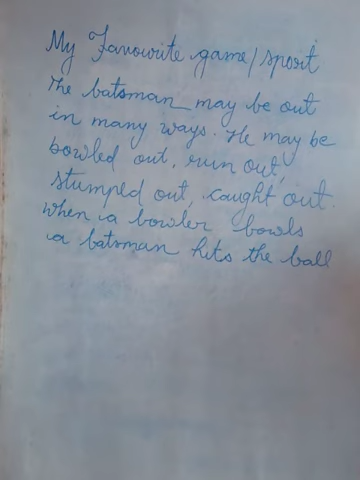 My Favourite game/sport
The batsman may be out
in many ways. He may be
bowled out, run out,
stumped out, caught out.
When a bowler bowls
a batsman hits the ball